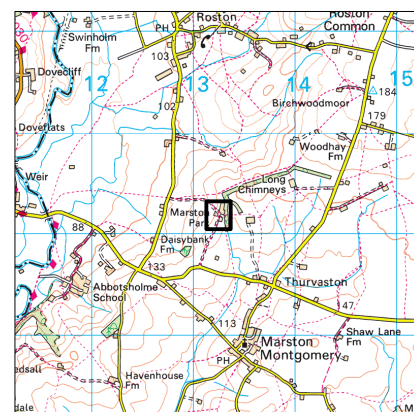 Roston
Roston
Common
PH
Swinholm
Fm
103
Dovecliff
12
13
14
15
184
102
Birchwoodmoor
179
Doveflats
Woodhay
Fm
Weir
Long
Chimneys
Marston
Park
88
Daisybank
Fm
133
Abbotsholme
School
Thurvaston
47
113
Shaw Lane
Fm
Marston
Montgomery
PH
Havenhouse
Fm